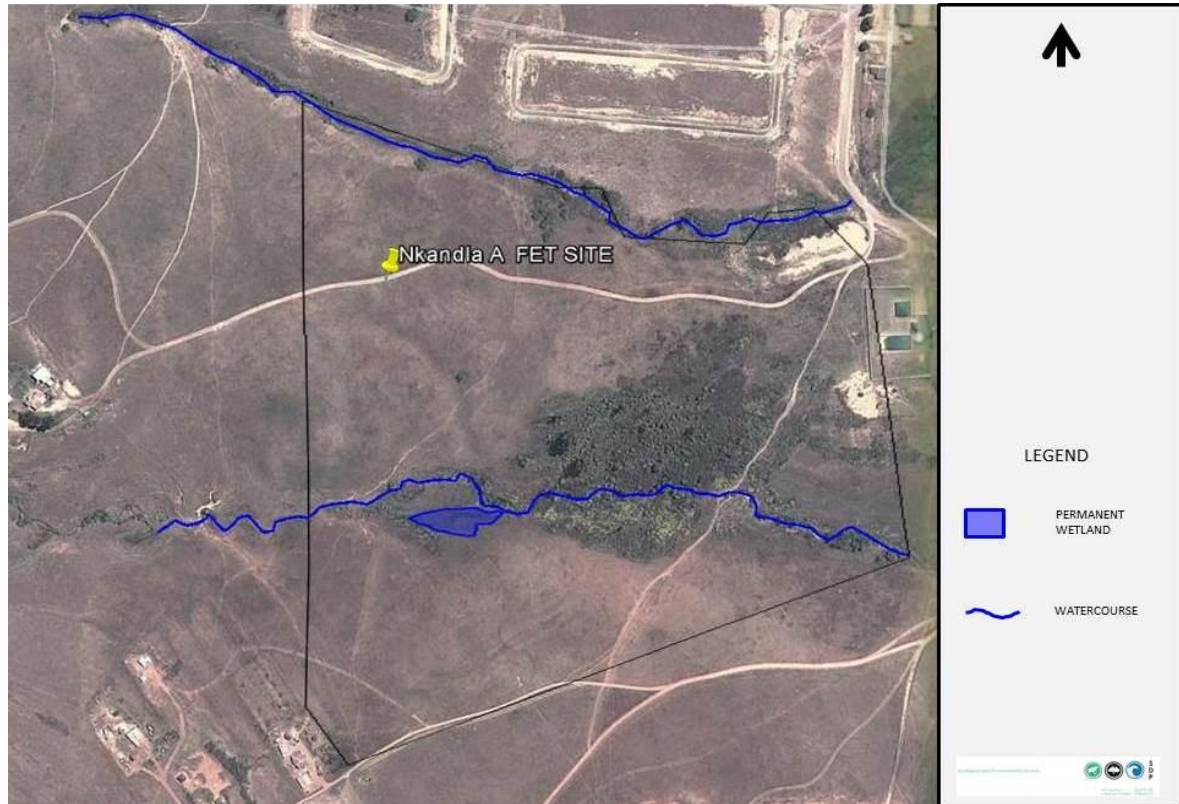 Nkandla A FET SITE
LEGEND
PERMANENT
WETLAND
WATERCOURSE
S
D
P